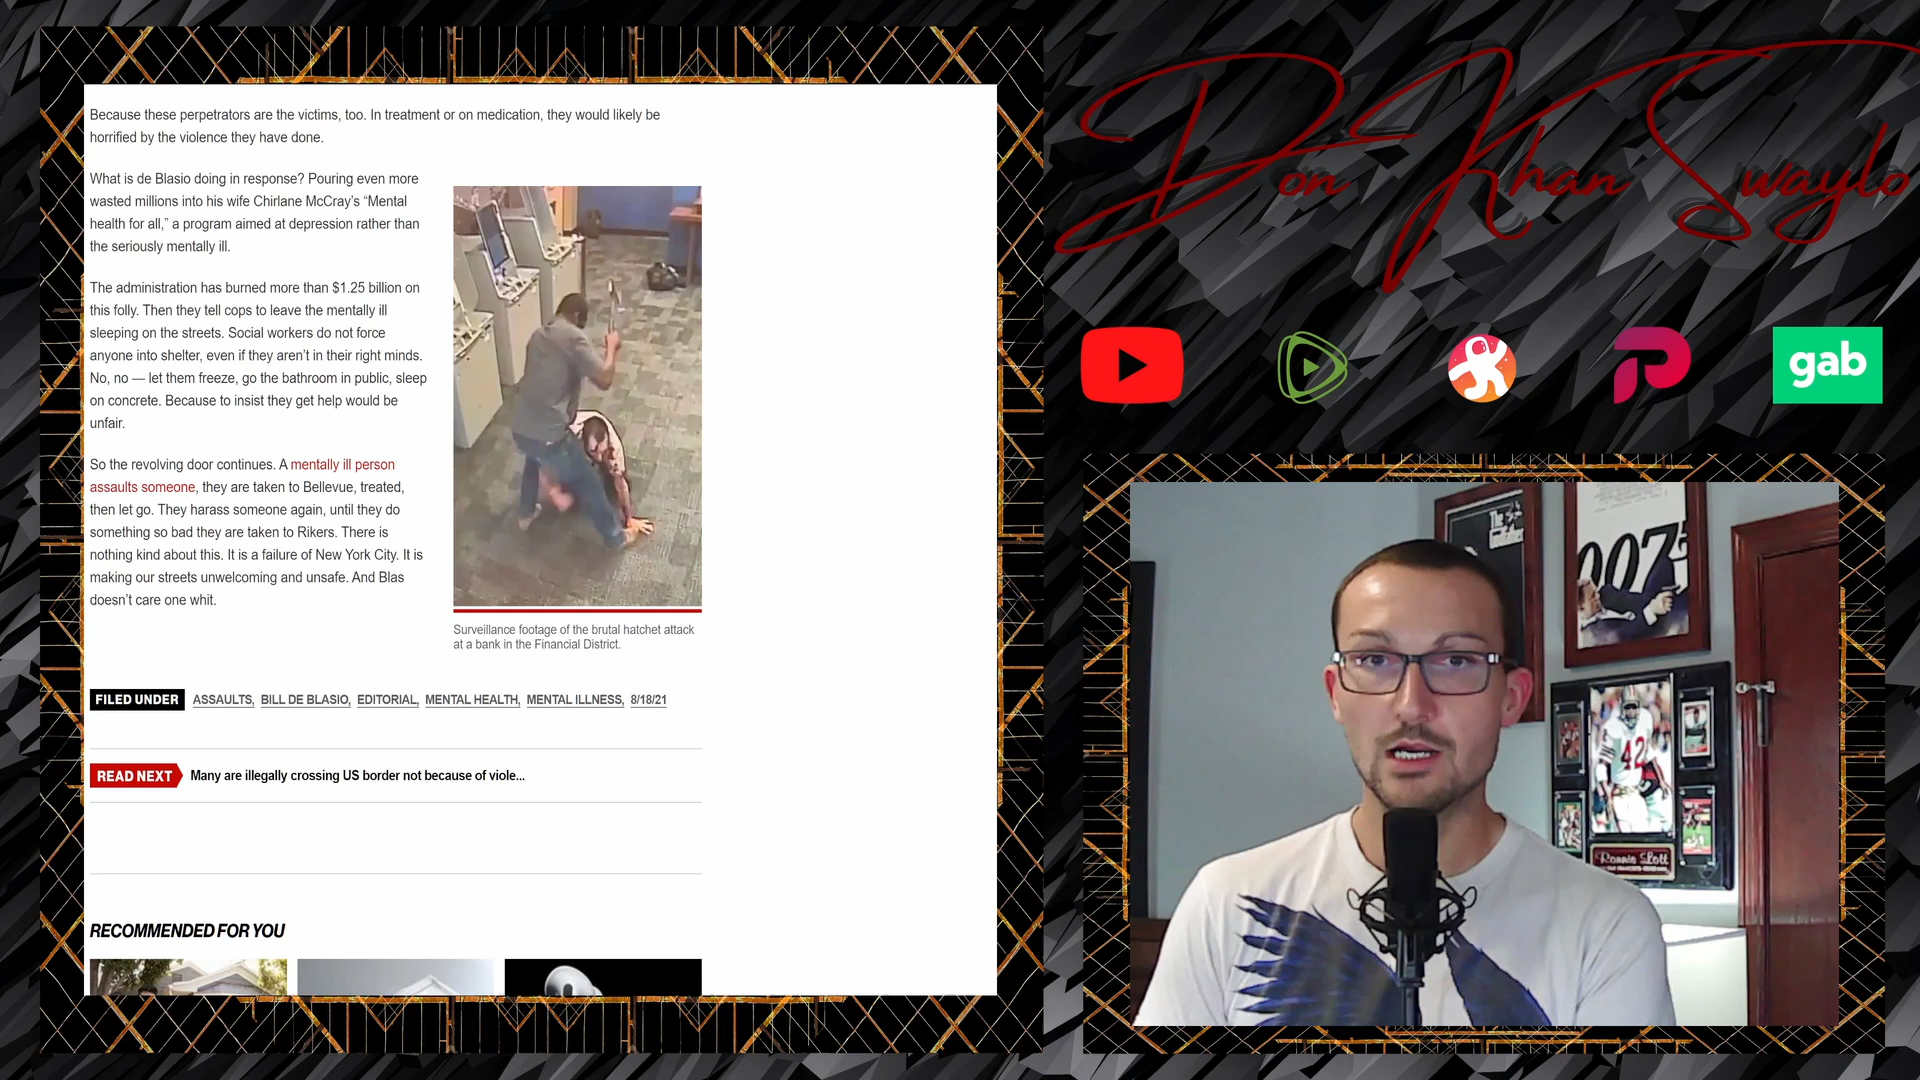 Because these perpetrators are the victims, too. In treatment or on medication, they would likely be
horrified by the violence they have done.
What is de Blasio doing in response? Pouring even more
wasted millions into his wife Chirlane McCray's “Mental
health for all,” a program aimed at depression rather than
the seriously mentally ill.
The administration has burned more than $1.25 billion on
this folly. Then they tell cops to leave the mentally ill
sleeping on the streets. Social workers do not force
anyone into shelter, even if they aren't in their right minds.
No, no — let them freeze, go the bathroom in public, sleep
on concrete. Because to insist they get help would be
unfair.
So the revolving door continues. A mentally ill person
assaults someone, they are taken to Bellevue, treated,
then let go. They harass someone again, until they do
something so bad they are taken to Rikers. There is
nothing kind about this. It is a failure of New York City. It is
making our streets unwelcoming and unsafe. And Blas
doesn't care one whit.
Surveillance footage of the brutal hatchet attack
at a bank in the Financial District.
FILED UNDER ASSAULTS, BILL DE BLASIO, EDITORIAL, MENTAL HEALTH, MENTAL ILLNESS, 8/18/21
READ NEXT Many are illegally crossing US border not because of viole...
RECOMMENDED FOR YOU
Don Khan Swaylo
gab
The
007
42
Ronnie Lott